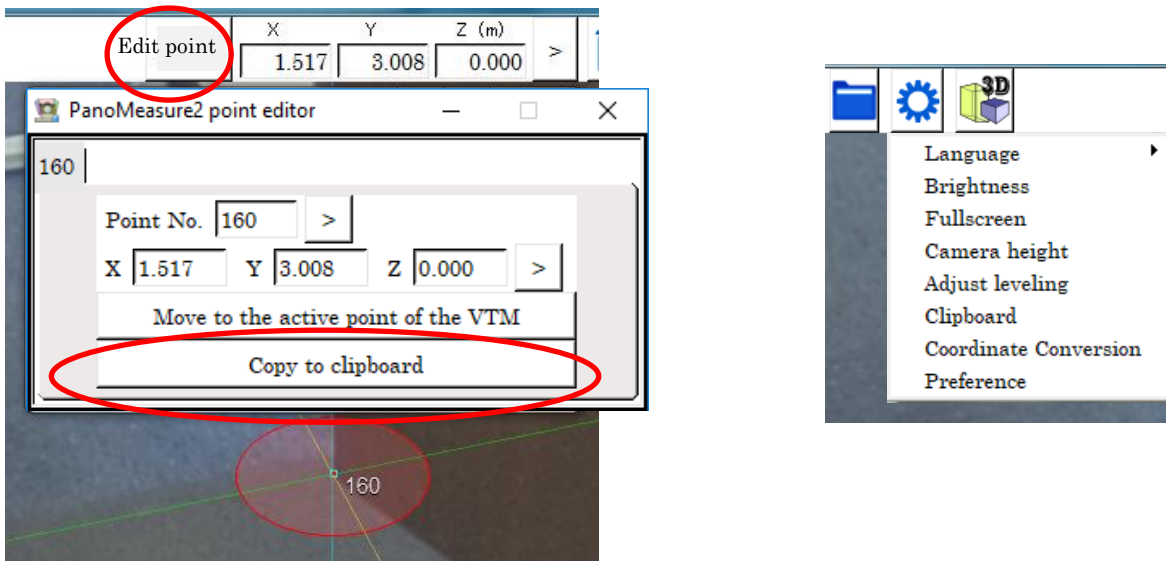 X Y Z (m)
Edit point 1.517 3.008 0.000 >
PanoMeasure2 point editor
160
Point No. 160 >
X 1.517 Y 3.008 Z 0.000 >
Move to the active point of the VTM
Copy to clipboard
160
3D
Language
Brightness
Fullscreen
Camera height
Adjust leveling
Clipboard
Coordinate Conversion
Preference